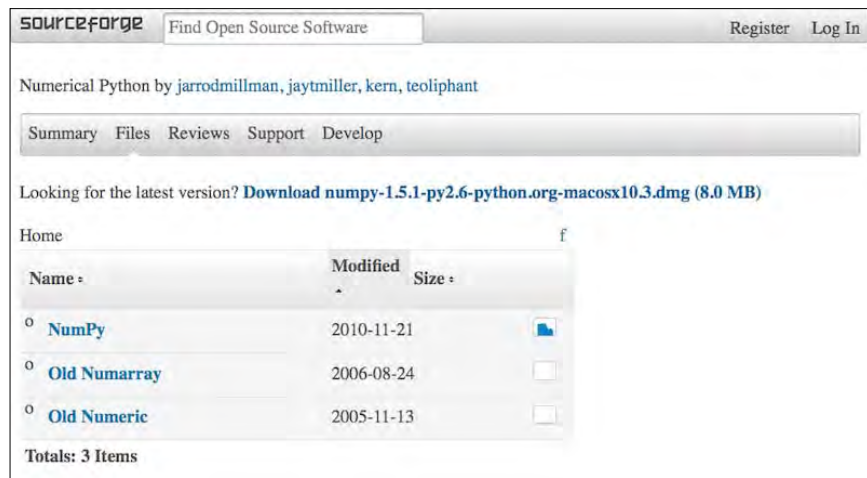 sourceforge Find Open Source Software Register Log In
Numerical Python by jarrodmillman, jaytmiller, kern, teoliphant
Summary Files Reviews Support Develop
Looking for the latest version? Download numpy-1.5.1-py2.6-python.org-macosx10.3.dmg (8.0 MB)
Home f
Name Modified Size
o NumPy 2010-11-21
o Old Numarray 2006-08-24
o Old Numeric 2005-11-13
Totals: 3 Items